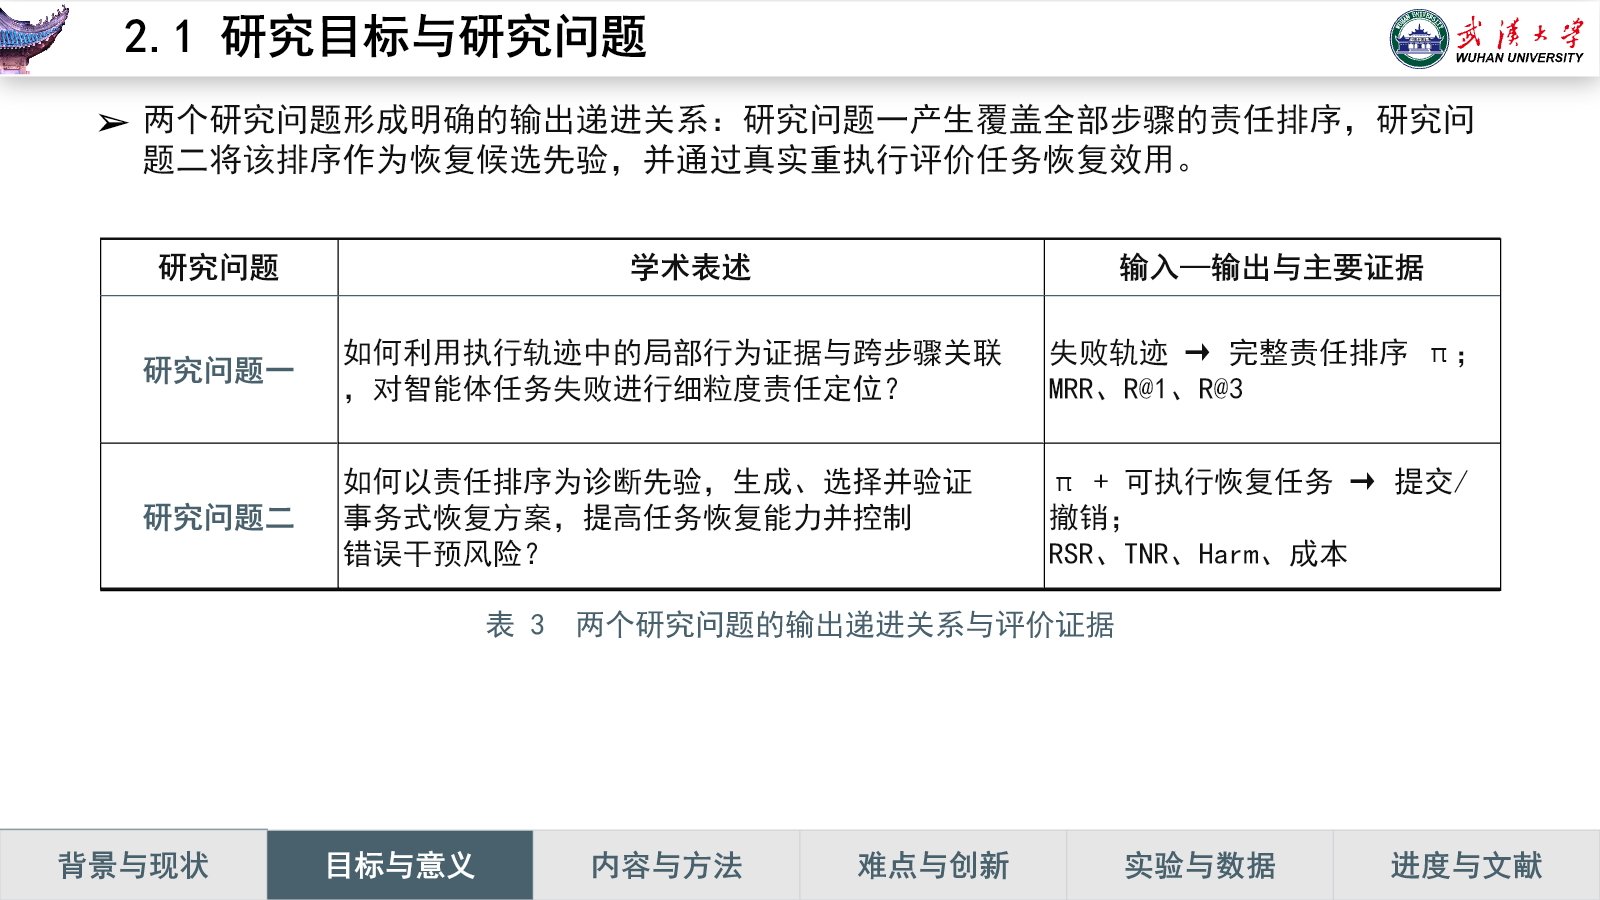 2.1 研究目标与研究问题
武汉大学
WUHAN UNIVERSITY
➢ 两个研究问题形成明确的输出递进关系：研究问题一产生覆盖全部步骤的责任排序，研究问
题二将该排序作为恢复候选先验，并通过真实重执行评价任务恢复效用。
研究问题 学术表述 输入—输出与主要证据
研究问题一
如何利用执行轨迹中的局部行为证据与跨步骤关联
，对智能体任务失败进行细粒度责任定位？
失败轨迹 → 完整责任排序 π；
MRR、R@1、R@3
研究问题二
如何以责任排序为诊断先验，生成、选择并验证
事务式恢复方案，提高任务恢复能力并控制
错误干预风险？
π + 可执行恢复任务 → 提交/
撤销；
RSR、TNR、Harm、成本
表 3 两个研究问题的输出递进关系与评价证据
背景与现状 目标与意义 内容与方法 难点与创新 实验与数据 进度与文献